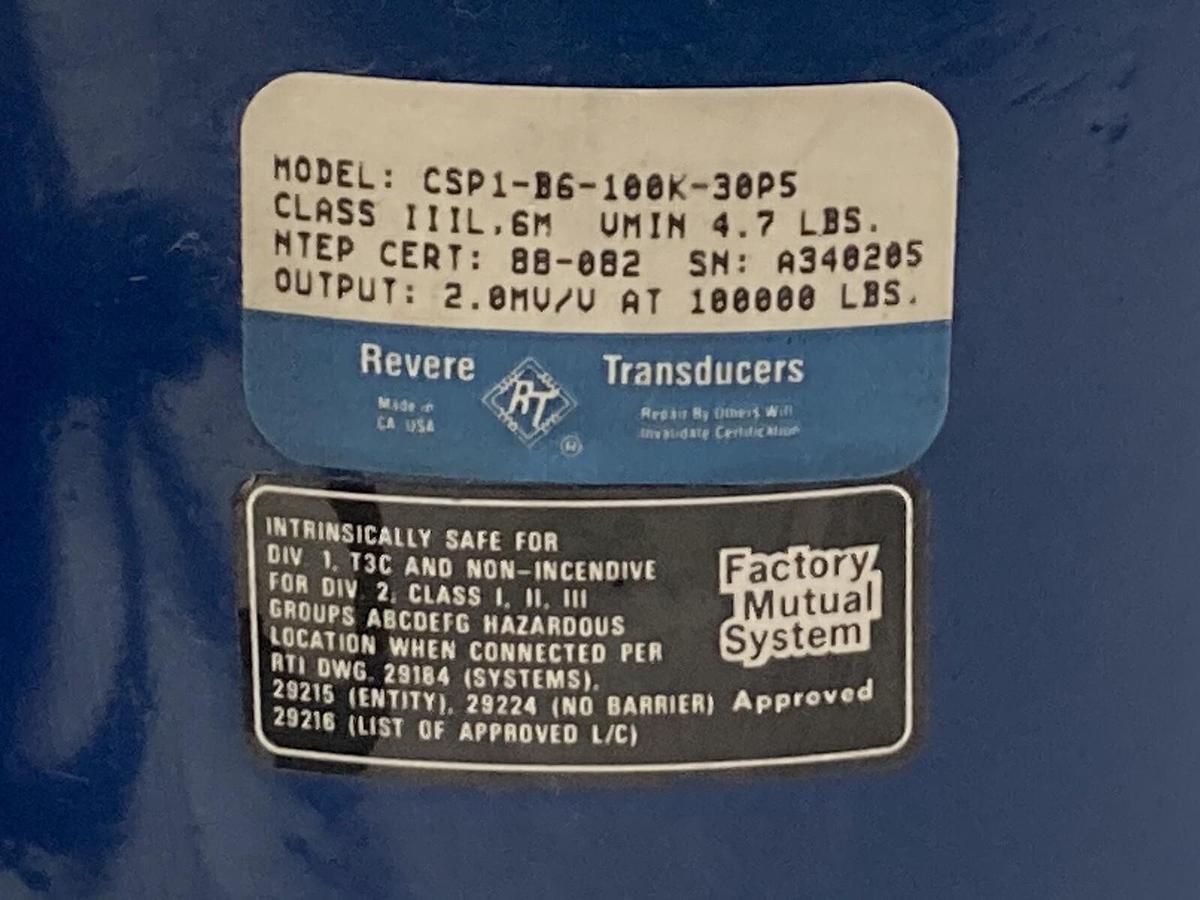 MODEL: CSP1-B6-100K-30P5
CLASS IIIL,6M VMIN 4.7 LBS.
NTEP CERT: 88-082 SN: A340205
OUTPUT: 2.0MV/V AT 100000 LBS.
Revere RT Transducers
Made in
CA USA
Repair By Others Will
Invalidate Certification
®
INTRINSICALLY SAFE FOR
DIV 1, T3C AND NON-INCENDIVE
FOR DIV 2, CLASS I, II, III
GROUPS ABCDEFG HAZARDOUS
LOCATION WHEN CONNECTED PER
RTI DWG. 29184 (SYSTEMS),
29215 (ENTITY), 29224 (NO BARRIER)
29216 (LIST OF APPROVED L/C)
Factory
Mutual
System
Approved